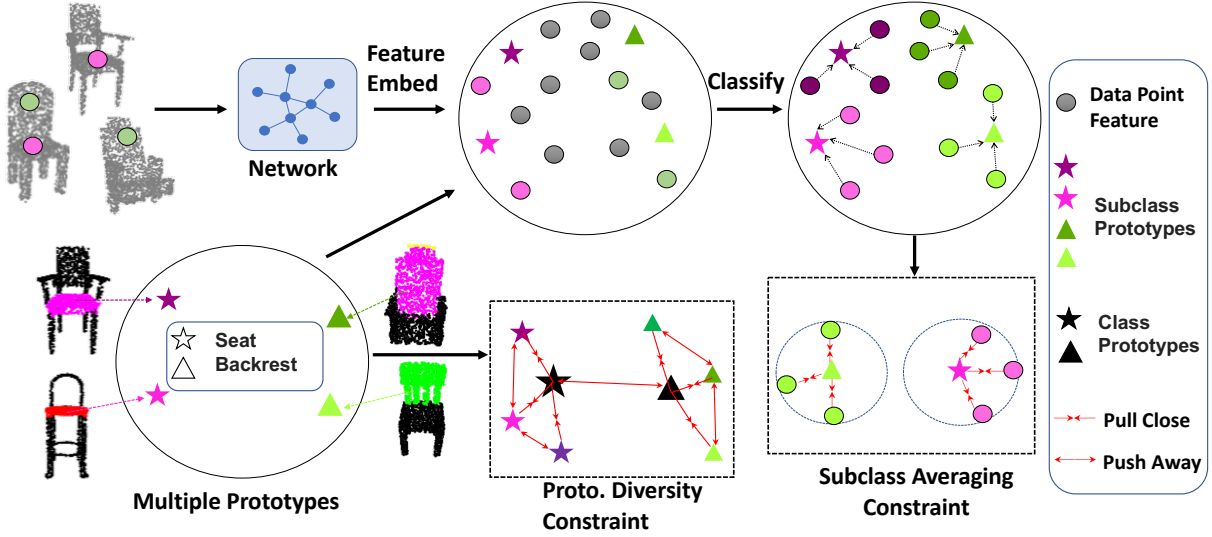 Feature
Embed
Classify
Network
Data Point
Feature
Subclass
Prototypes
Class
Prototypes
Pull Close
Push Away
Seat
Backrest
Multiple Prototypes
Proto. Diversity
Constraint
Subclass Averaging
Constraint